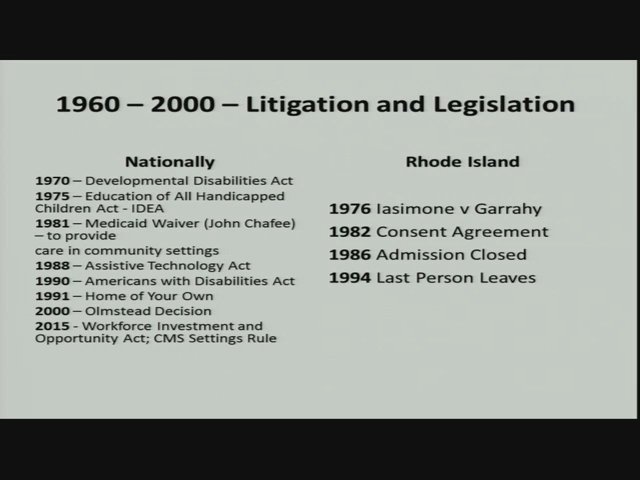 1960 – 2000 – Litigation and Legislation
Nationally
1970 – Developmental Disabilities Act
1975 – Education of All Handicapped
Children Act - IDEA
1981 – Medicaid Waiver (John Chafee)
– to provide
care in community settings
1988 – Assistive Technology Act
1990 – Americans with Disabilities Act
1991 – Home of Your Own
2000 – Olmstead Decision
2015 - Workforce Investment and
Opportunity Act; CMS Settings Rule
Rhode Island
1976 Iasimone v Garrahy
1982 Consent Agreement
1986 Admission Closed
1994 Last Person Leaves